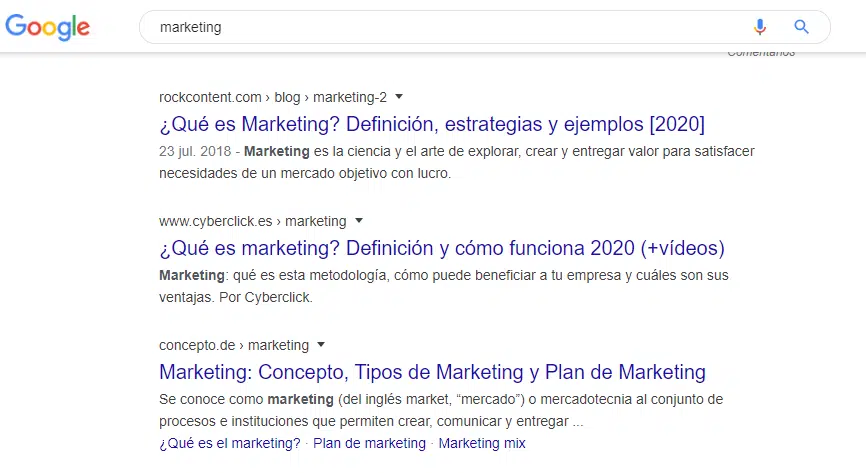 Google
marketing
Comentarios
rockcontent.com › blog › marketing-2
¿Qué es Marketing? Definición, estrategias y ejemplos [2020]
23 jul. 2018 - Marketing es la ciencia y el arte de explorar, crear y entregar valor para satisfacer
necesidades de un mercado objetivo con lucro.
www.cyberclick.es › marketing
¿Qué es marketing? Definición y cómo funciona 2020 (+vídeos)
Marketing: qué es esta metodología, cómo puede beneficiar a tu empresa y cuáles son sus
ventajas. Por Cyberclick.
concepto.de › marketing
Marketing: Concepto, Tipos de Marketing y Plan de Marketing
Se conoce como marketing (del inglés market, “mercado”) o mercadotecnia al conjunto de
procesos e instituciones que permiten crear, comunicar y entregar ...
¿Qué es el marketing? · Plan de marketing · Marketing mix